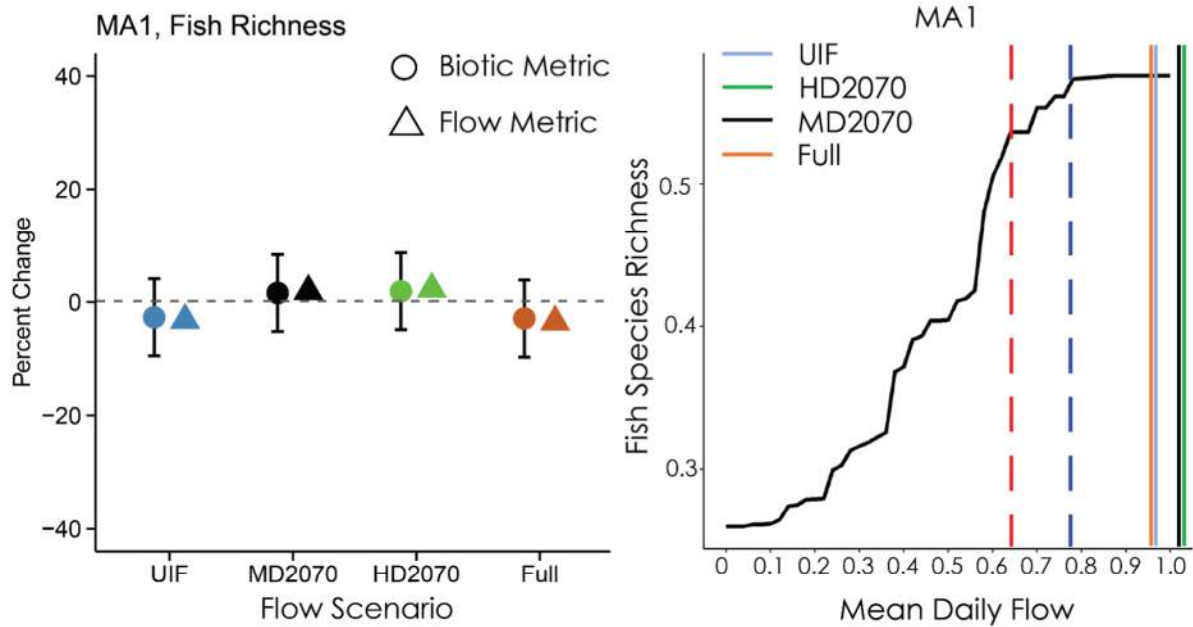 MA1, Fish Richness
Biotic Metric
Flow Metric
Percent Change
40
20
0
−20
−40
UIF
MD2070
HD2070
Full
Flow Scenario
MA1
UIF
HD2070
MD2070
Full
Fish Species Richness
0.5
0.4
0.3
0
0.1
0.2
0.3
0.4
0.5
0.6
0.7
0.8
0.9
1.0
Mean Daily Flow